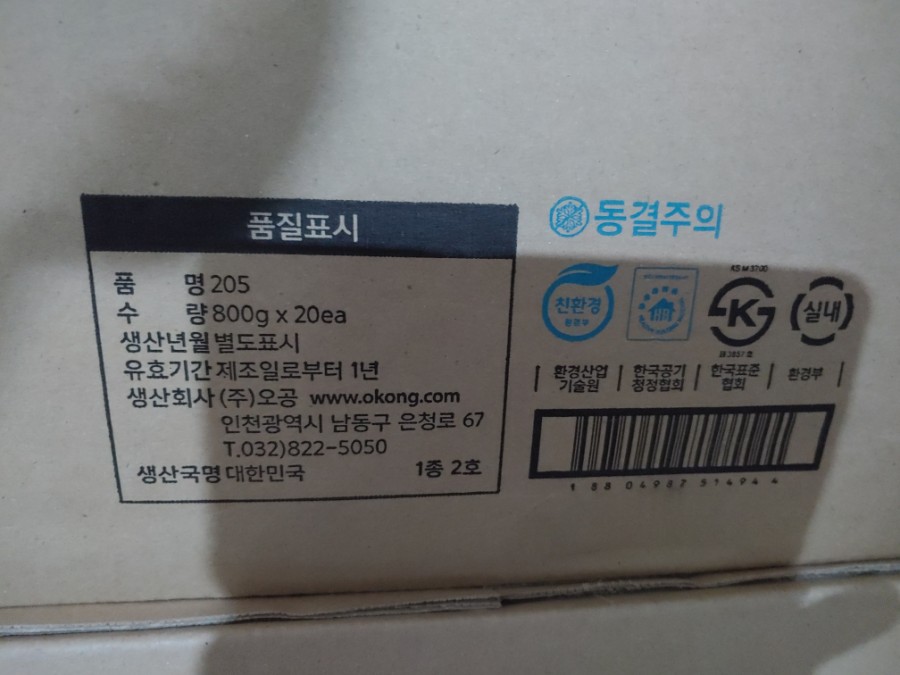 품질표시
품 명 205
수 량 800g x 20ea
생산년월 별도표시
유효기간 제조일로부터 1년
생산회사 (주)오공 www.okong.com
인천광역시 남동구 은청로 67
T.032)822-5050
생산국명 대한민국 1종 2호
동결주의
친환경
환경부
KS M 3700
K
실내
환경산업
기술원
한국공기
청정협회
한국표준
협회
환경부
1 88 04987 51494 4